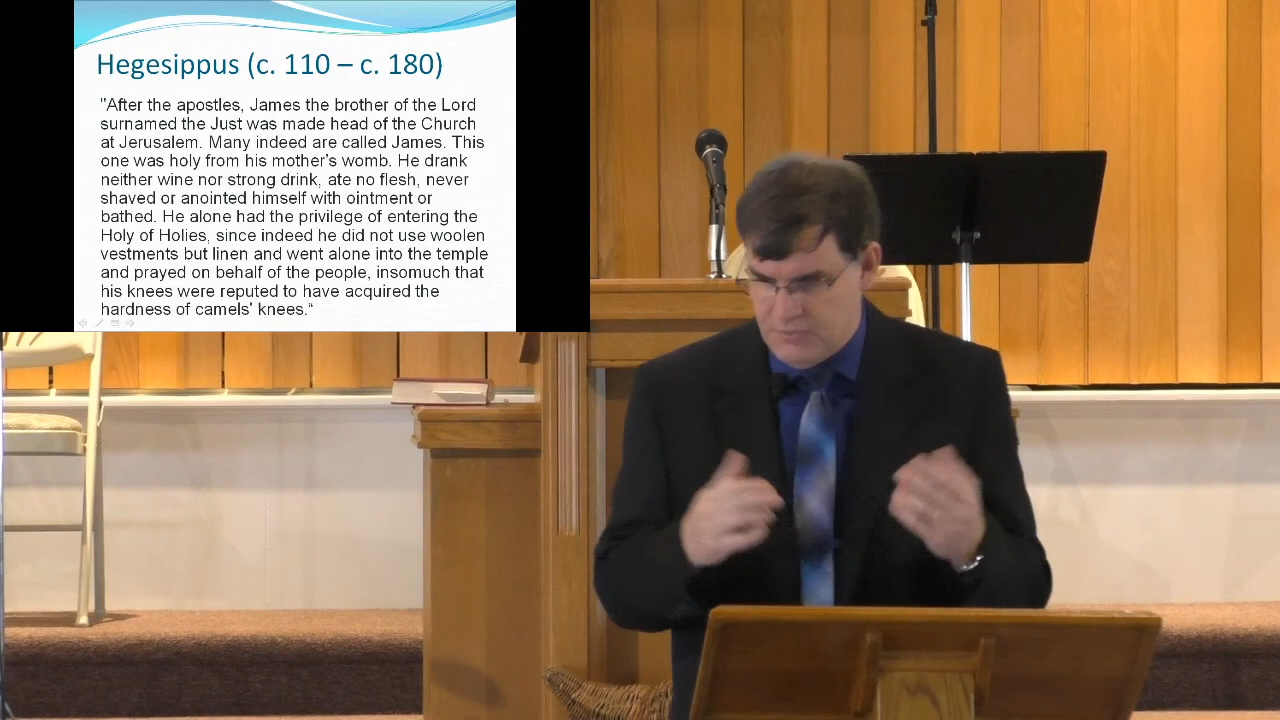 Hegesippus (c. 110 – c. 180)
"After the apostles, James the brother of the Lord
surnamed the Just was made head of the Church
at Jerusalem. Many indeed are called James. This
one was holy from his mother's womb. He drank
neither wine nor strong drink, ate no flesh, never
shaved or anointed himself with ointment or
bathed. He alone had the privilege of entering the
Holy of Holies, since indeed he did not use woolen
vestments but linen and went alone into the temple
and prayed on behalf of the people, insomuch that
his knees were reputed to have acquired the
hardness of camels' knees.“